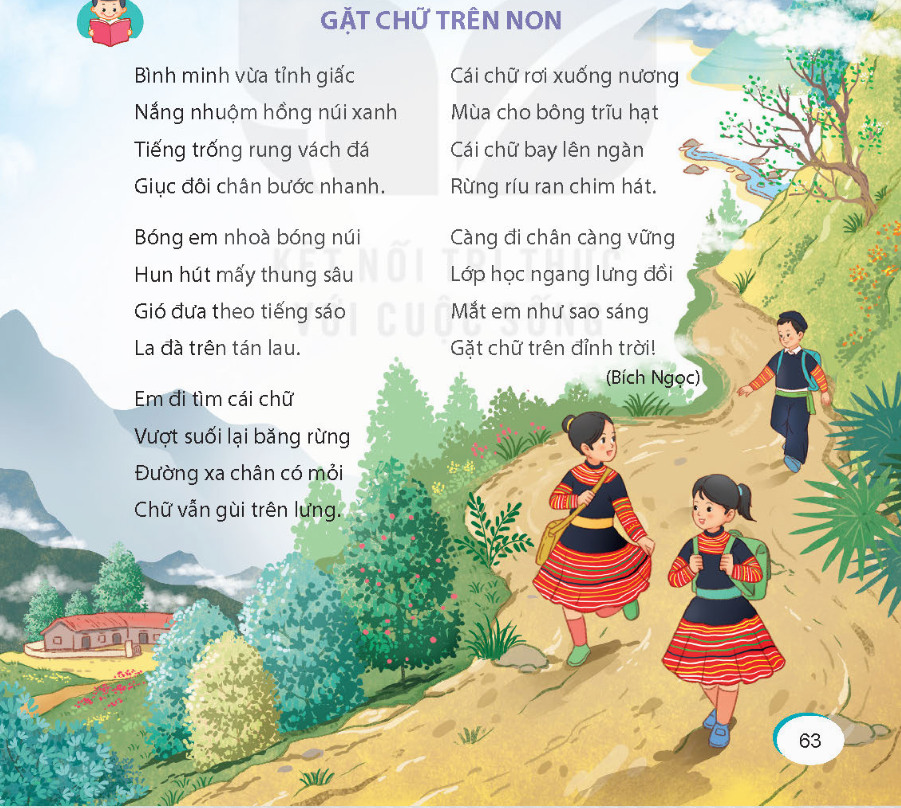 GẶT CHỮ TRÊN NON
Bình minh vừa tỉnh giấc
Nắng nhuộm hồng núi xanh
Tiếng trống rung vách đá
Giục đôi chân bước nhanh.
Bóng em nhoà bóng núi
Hun hút mấy thung sâu
Gió đưa theo tiếng sáo
La đà trên tán lau.
Em đi tìm cái chữ
Vượt suối lại băng rừng
Đường xa chân có mỏi
Chữ vẫn gùi trên lưng.
Cái chữ rơi xuống nương
Mùa cho bông trĩu hạt
Cái chữ bay lên ngàn
Rừng ríu ran chim hát.
Càng đi chân càng vững
Lớp học ngang lưng đồi
Mắt em như sao sáng
Gặt chữ trên đỉnh trời!
(Bích Ngọc)
KẾT NỐI TRI THỨC
VỚI CUỘC SỐNG
63